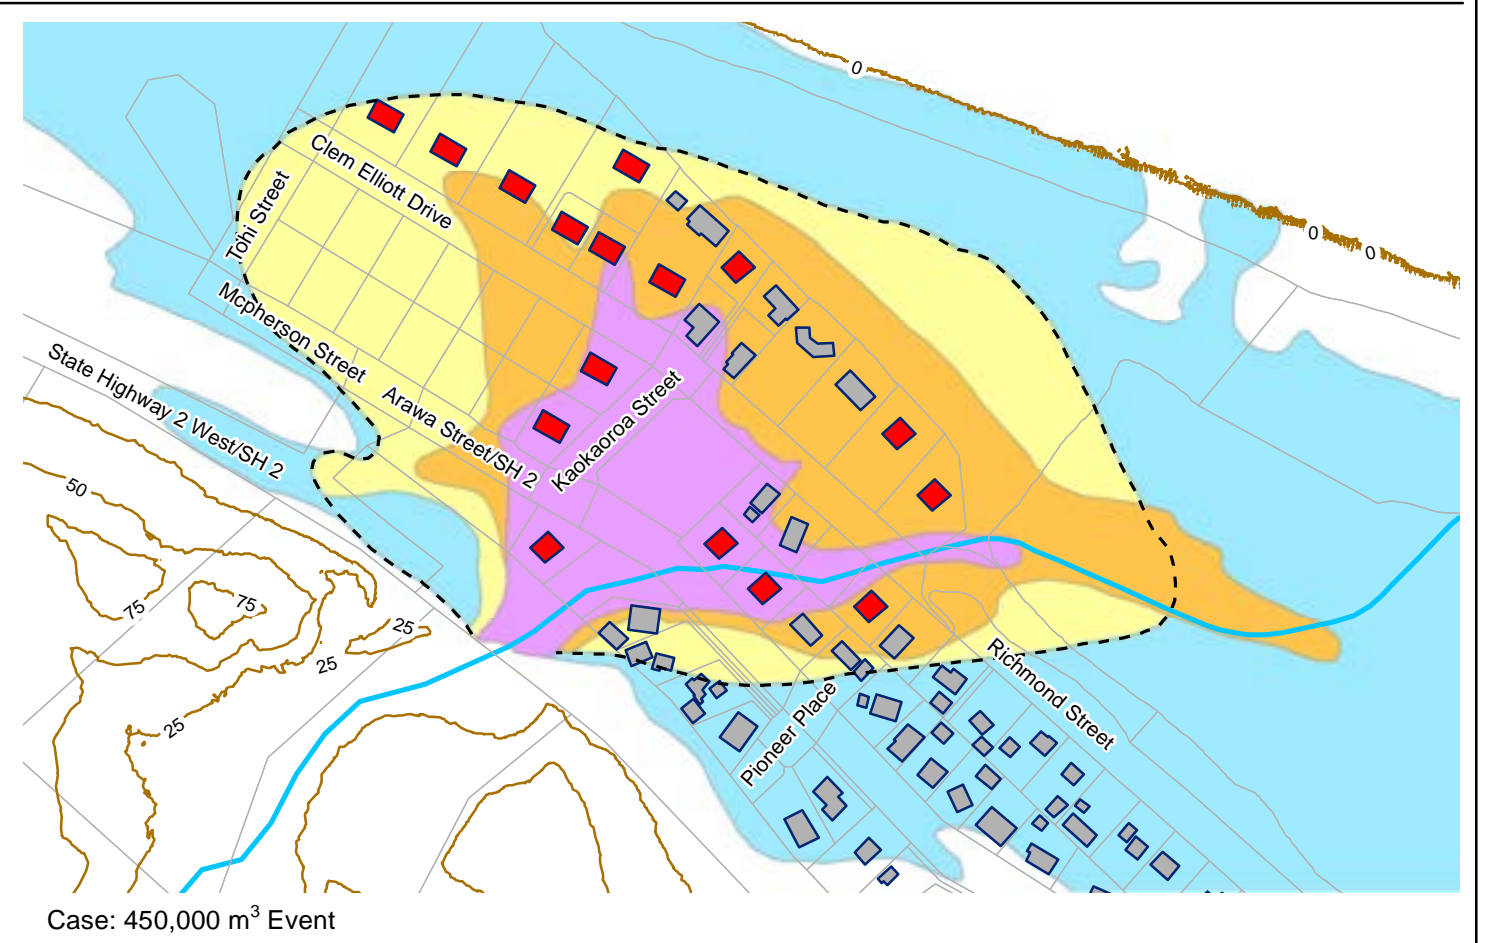 0
Clem Elliott Drive
Tohi Street
0
0
Mcpherson Street
State Highway 2 West/SH 2
Arawa Street/SH 2
Kaokaoroa Street
50
75
75
25
25
25
Richmond Street
Pioneer Place
Case: 450,000 m³ Event